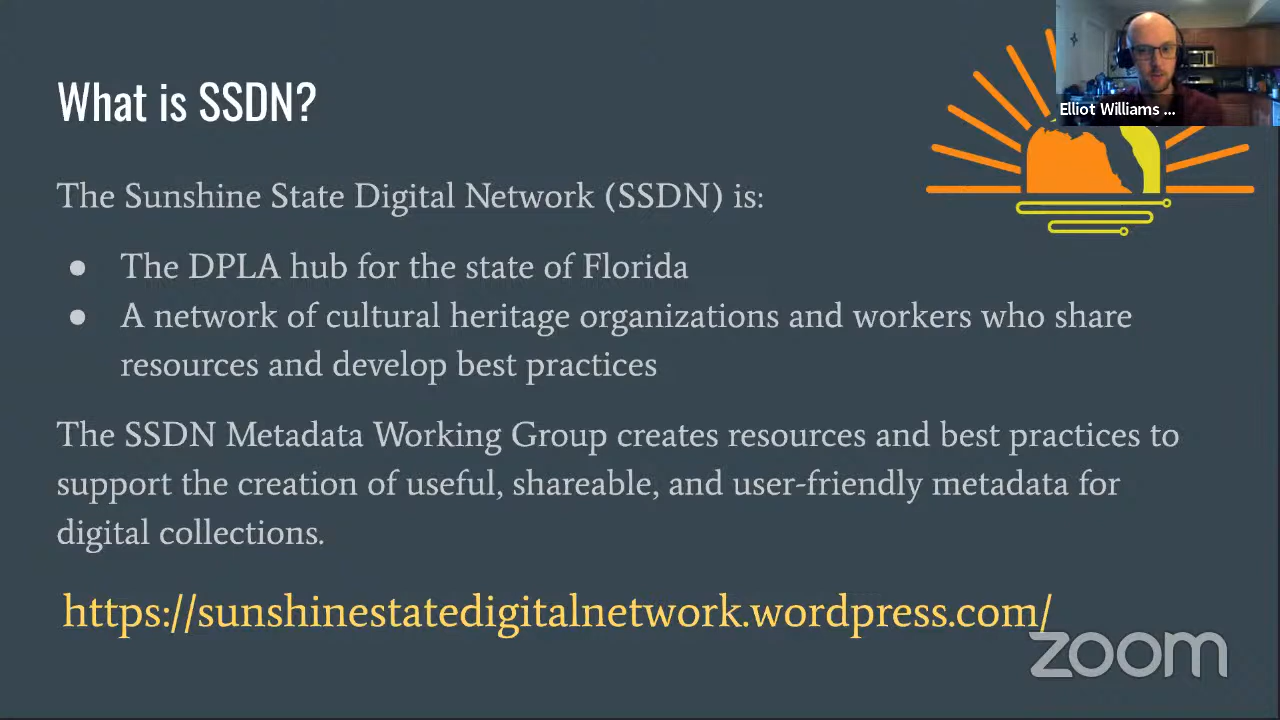 Elliot Williams ...
What is SSDN?
The Sunshine State Digital Network (SSDN) is:
● The DPLA hub for the state of Florida
● A network of cultural heritage organizations and workers who share
resources and develop best practices
The SSDN Metadata Working Group creates resources and best practices to
support the creation of useful, shareable, and user-friendly metadata for
digital collections.
https://sunshinestatedigitalnetwork.wordpress.com/
zoom